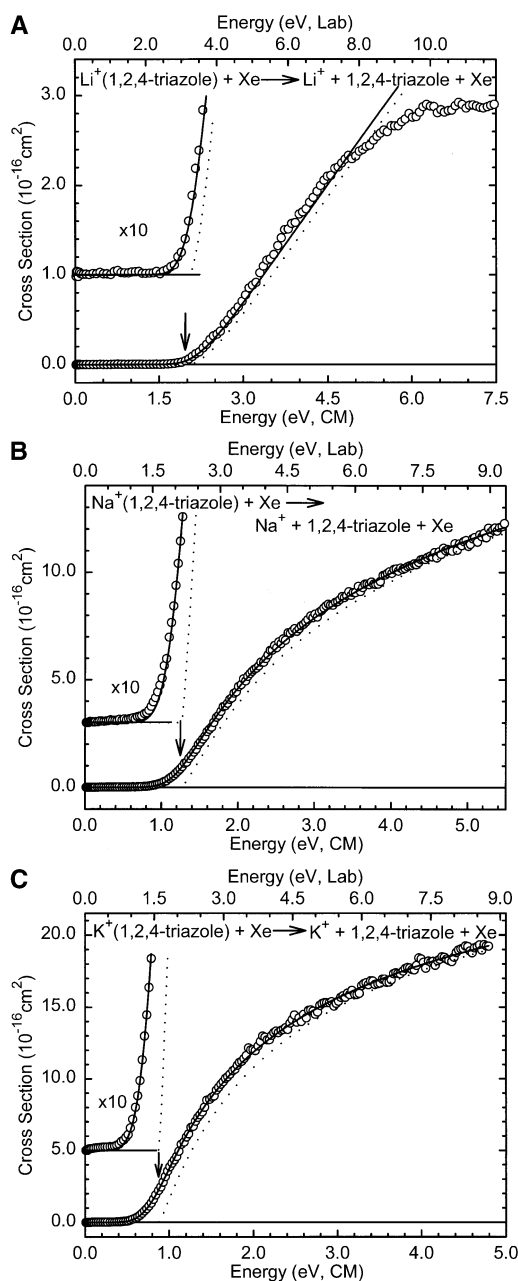 A
Energy (eV, Lab)
0.0 2.0 4.0 6.0 8.0 10.0
Li⁺(1,2,4-triazole) + Xe → Li⁺ + 1,2,4-triazole + Xe
3.0
2.0
x10
1.0
0.0
Cross Section (10⁻¹⁶cm²)
0.0 1.5 3.0 4.5 6.0 7.5
Energy (eV, CM)
B
Energy (eV, Lab)
0.0 1.5 3.0 4.5 6.0 7.5 9.0
Na⁺(1,2,4-triazole) + Xe →
Na⁺ + 1,2,4-triazole + Xe
10.0
5.0
x10
0.0
Cross Section (10⁻¹⁶cm²)
0.0 1.0 2.0 3.0 4.0 5.0
Energy (eV, CM)
C
Energy (eV, Lab)
0.0 1.5 3.0 4.5 6.0 7.5 9.0
20.0
K⁺(1,2,4-triazole) + Xe → K⁺ + 1,2,4-triazole + Xe
15.0
10.0
x10
5.0
0.0
Cross Section (10⁻¹⁶cm²)
0.0 1.0 2.0 3.0 4.0 5.0
Energy (eV, CM)